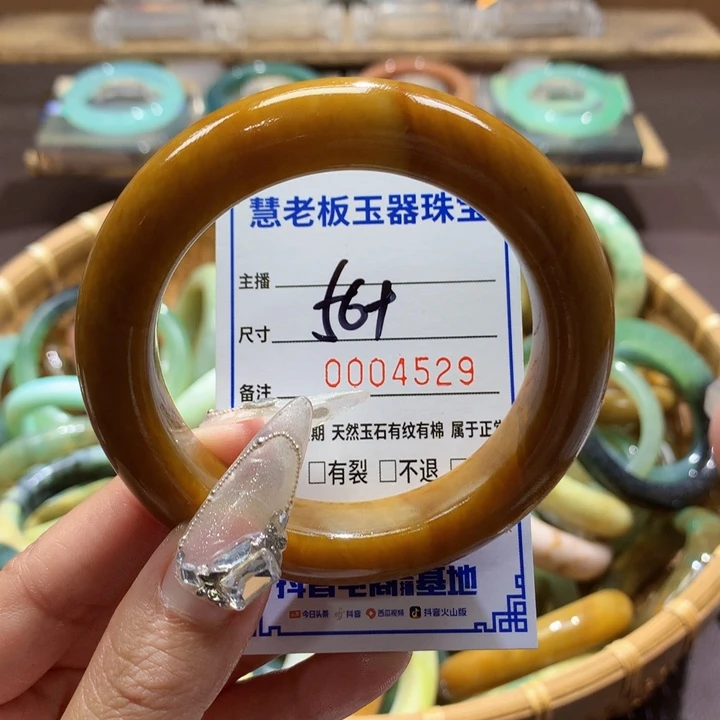 慧老板玉器珠宝
主播
尺寸 561
备注 0004529
期 天然玉石有纹有棉 属于正常
□有裂 □不退 □
抖音电商 基地
今日头条 抖音 西瓜视频 抖音火山版